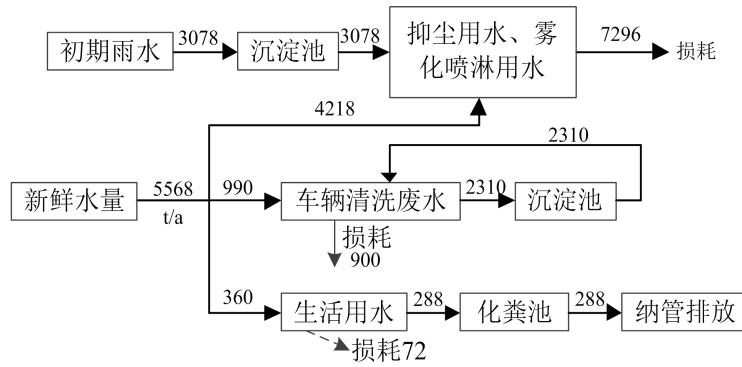 初期雨水
3078
沉淀池
3078
抑尘用水、雾
化喷淋用水
7296
损耗
4218
2310
新鲜水量
5568
t/a
990
车辆清洗废水
2310
沉淀池
损耗
900
360
生活用水
288
化粪池
288
纳管排放
损耗72